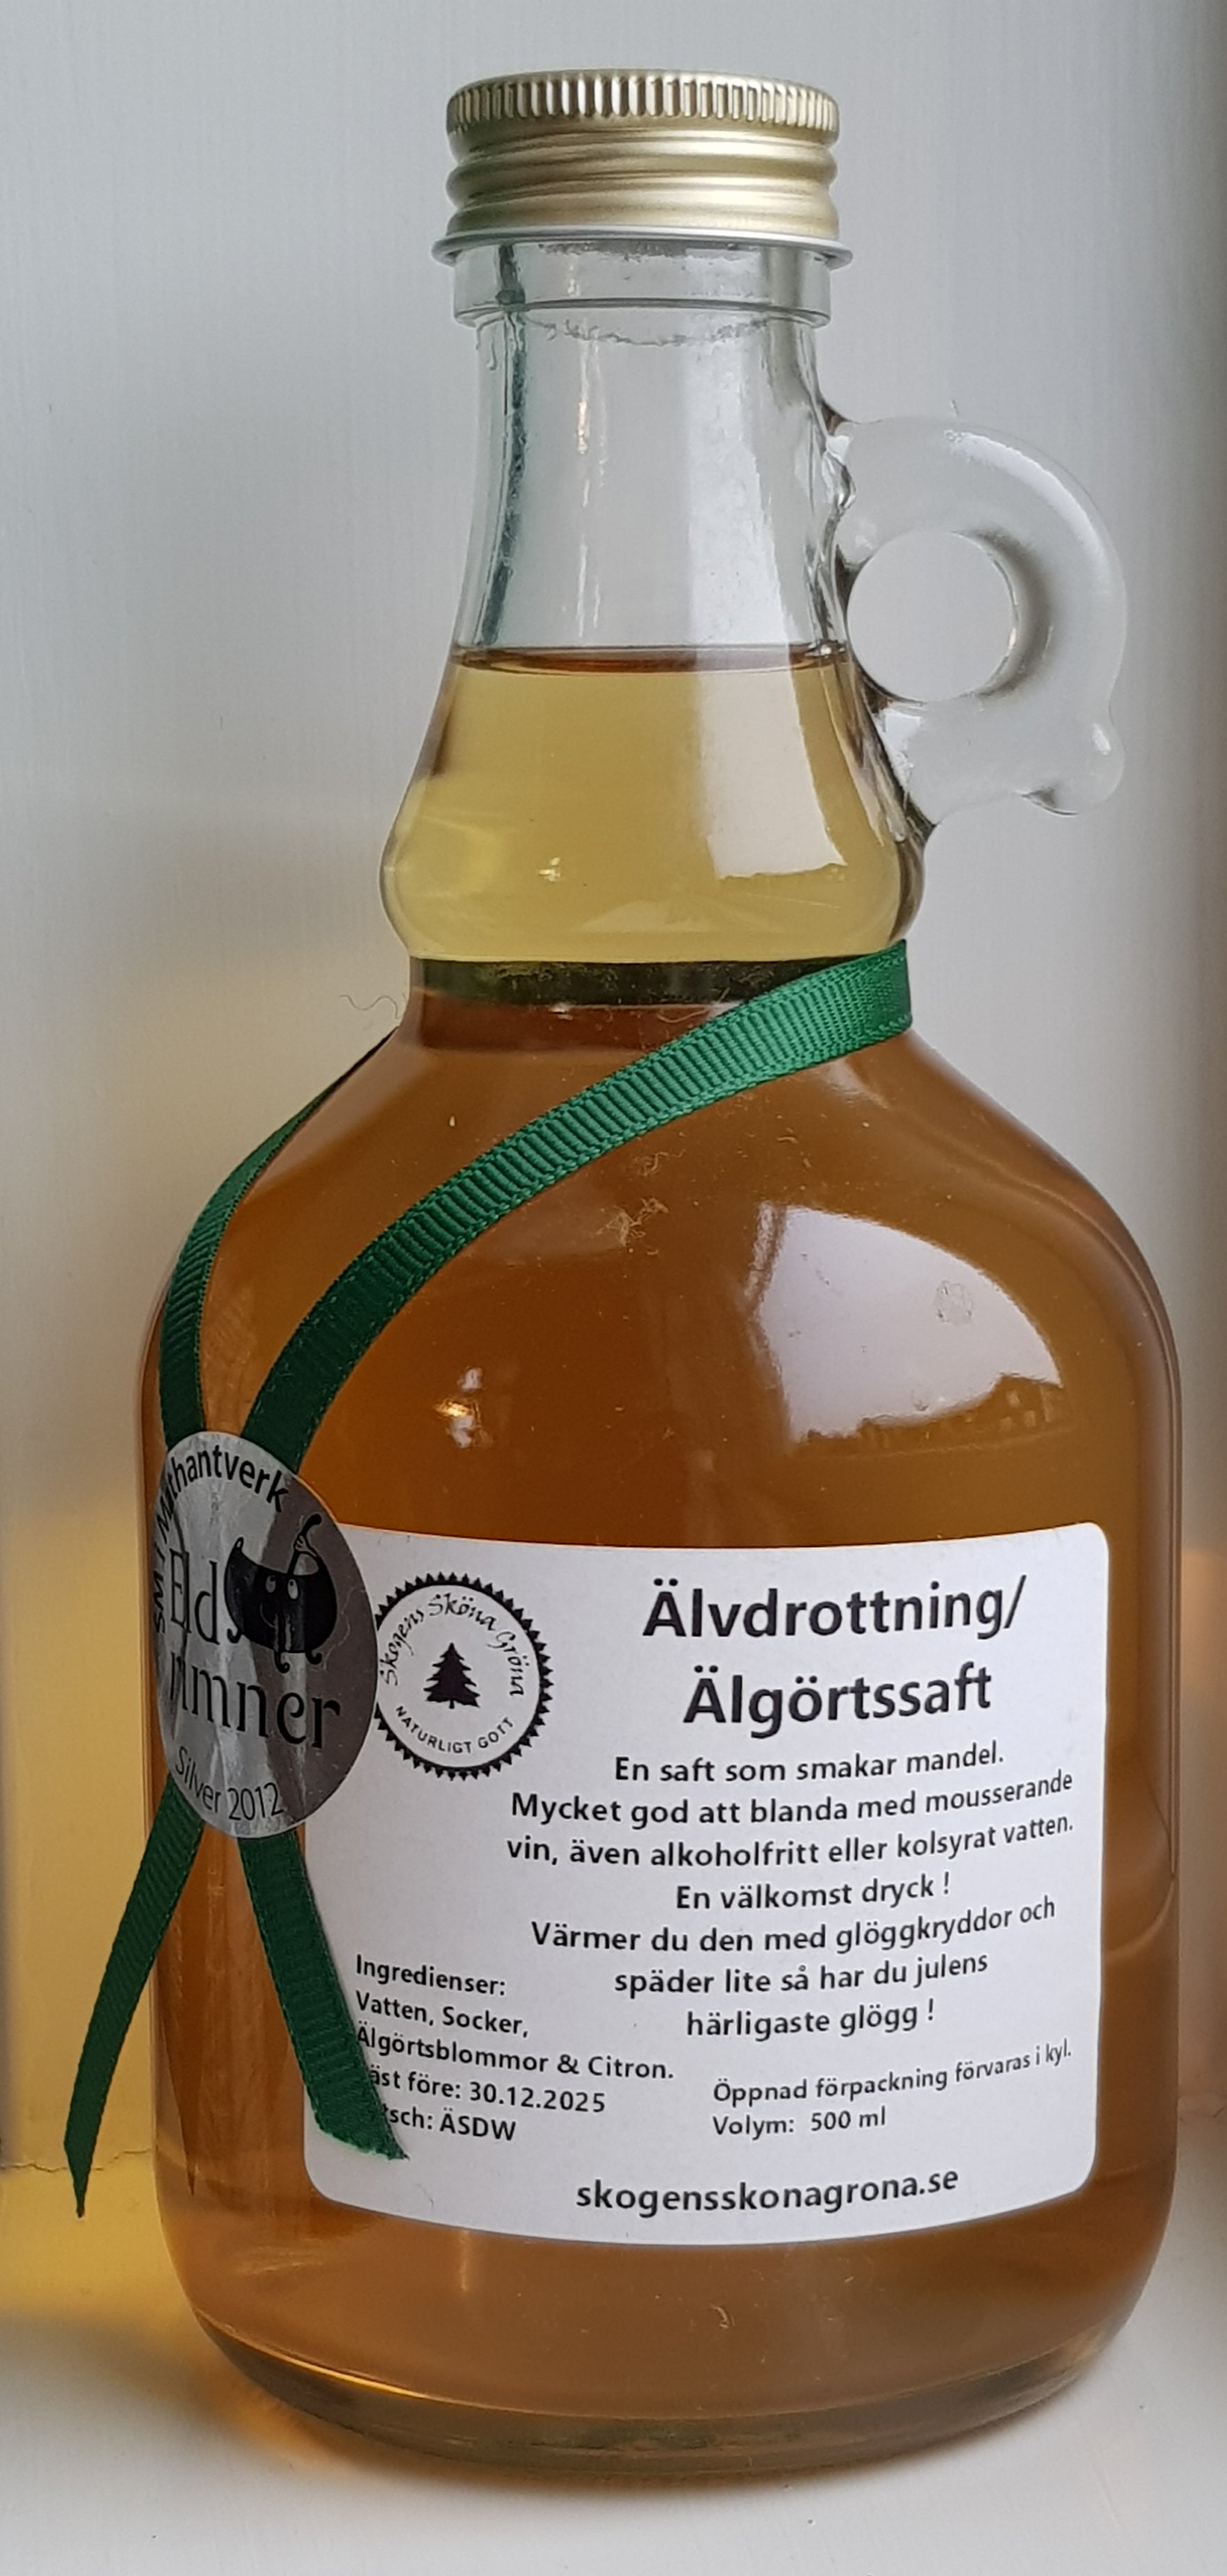 SM i Mathantverk
Eld
rimner
Silver 2012
Skogens Sköna Gröna
NATURLIGT GOTT
Älvdrottning/
Älgörtssaft
En saft som smakar mandel.
Mycket god att blanda med mousserande
vin, även alkoholfritt eller kolsyrat vatten.
En välkomst dryck !
Värmer du den med glöggkryddor och
späder lite så har du julens
härligaste glögg !
Ingredienser:
Vatten, Socker,
Älgörtsblommor & Citron.
äst före: 30.12.2025
tsch: ÄSDW
Öppnad förpackning förvaras i kyl.
Volym: 500 ml
skogensskonagrona.se